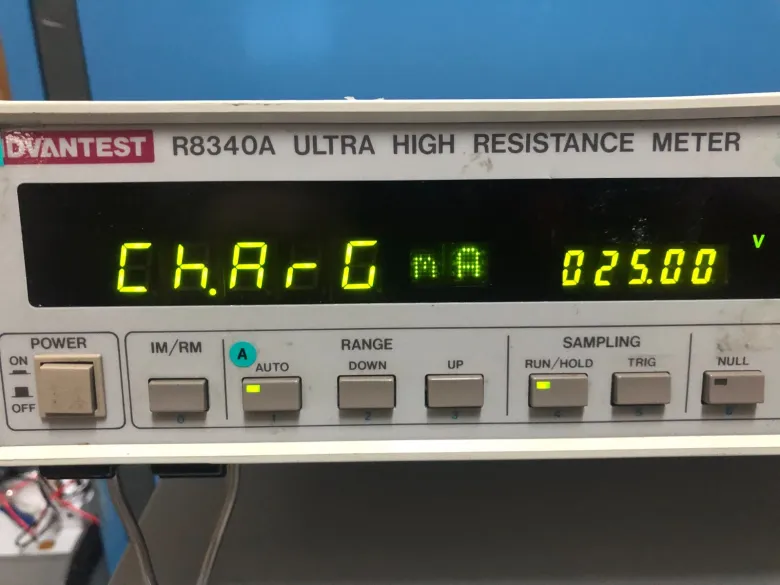 DVANTEST R8340A ULTRA HIGH RESISTANCE METER
Ch.ArG mA 025.00 V
POWER
ON
OFF
IM/RM
0
A
RANGE
AUTO DOWN UP
1 2 3
SAMPLING
RUN/HOLD TRIG
4 5
NULL
6